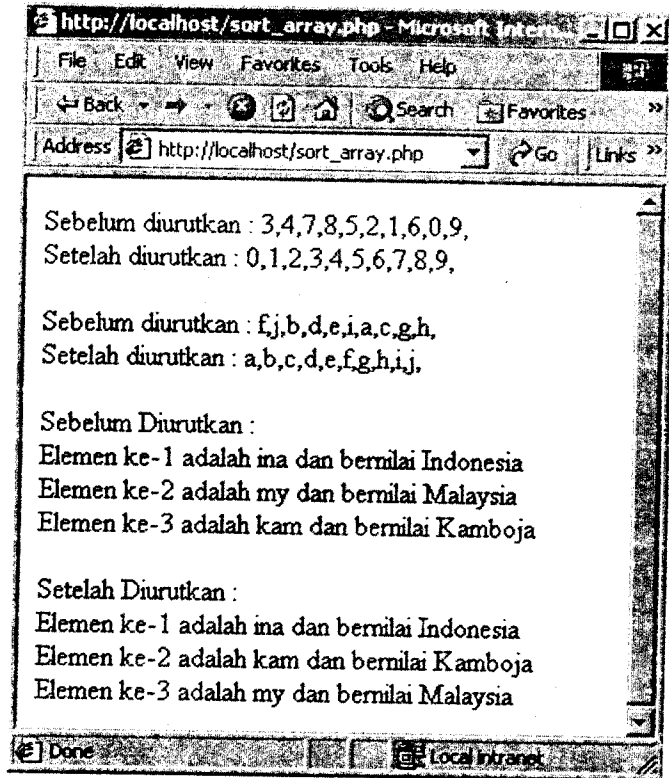 http://localhost/sort_array.php - Microsoft Intern...
File Edit View Favorites Tools Help
Back Search Favorites »
Address http://localhost/sort_array.php Go Links »
Sebelum diurutkan : 3,4,7,8,5,2,1,6,0,9,
Setelah diurutkan : 0,1,2,3,4,5,6,7,8,9,
Sebelum diurutkan : f,j,b,d,e,i,a,c,g,h,
Setelah diurutkan : a,b,c,d,e,f,g,h,i,j,
Sebelum Diurutkan :
Elemen ke-1 adalah ina dan bernilai Indonesia
Elemen ke-2 adalah my dan bernilai Malaysia
Elemen ke-3 adalah kam dan bernilai Kamboja
Setelah Diurutkan :
Elemen ke-1 adalah ina dan bernilai Indonesia
Elemen ke-2 adalah kam dan bernilai Kamboja
Elemen ke-3 adalah my dan bernilai Malaysia
Done Local intranet